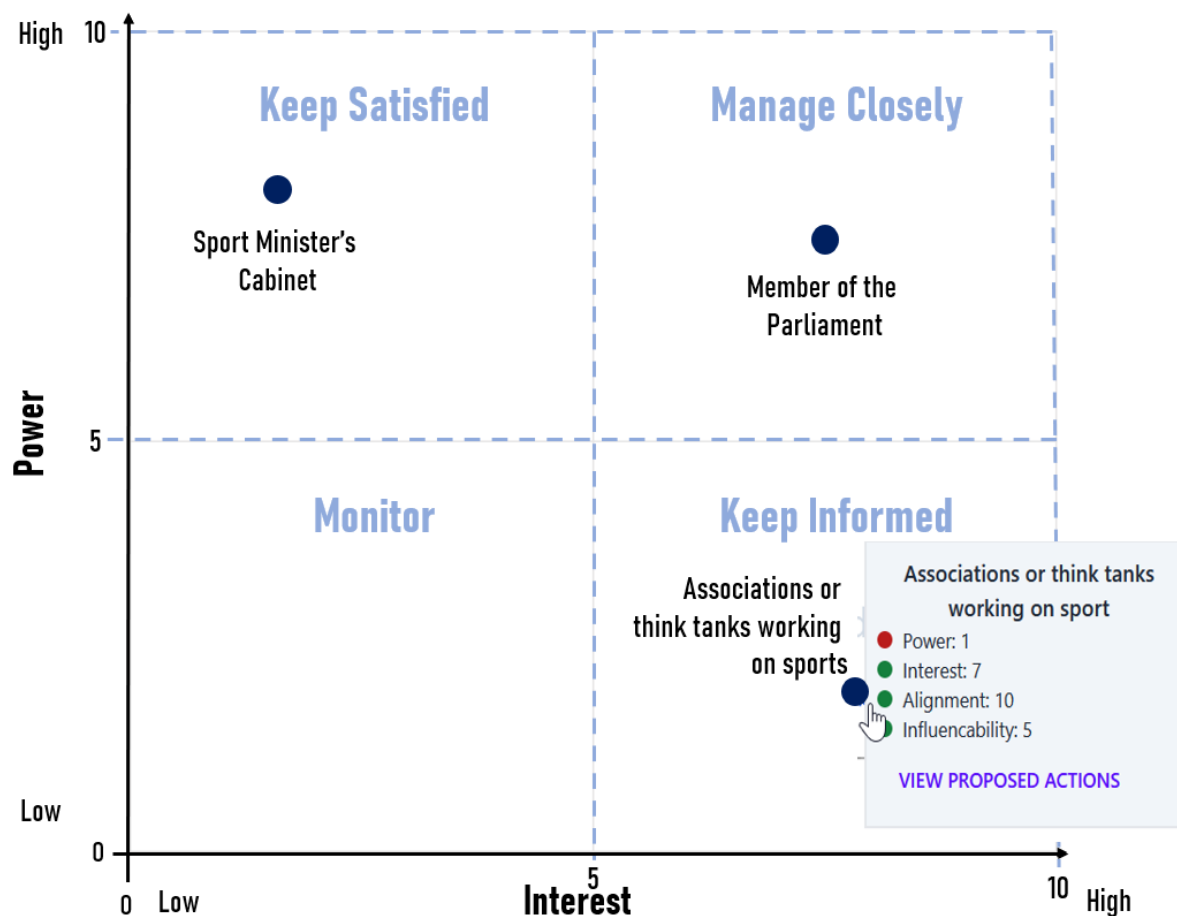 High
10
Keep Satisfied
Manage Closely
Sport Minister's
Cabinet
Member of the
Parliament
Power
5
Monitor
Keep Informed
Associations or
think tanks working
on sports
Associations or think tanks
working on sport
Power: 1
Interest: 7
Alignment: 10
Influencability: 5
VIEW PROPOSED ACTIONS
Low
0
0
Low
5
Interest
10
High